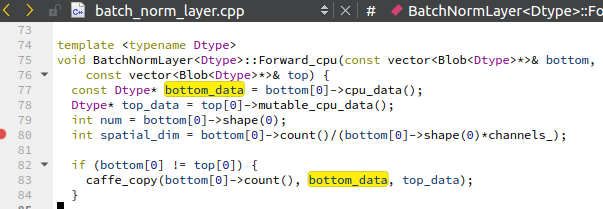 batch_norm_layer.cpp # BatchNormLayer<Dtype>::Forw
73
74 template <typename Dtype>
75 void BatchNormLayer<Dtype>::Forward_cpu(const vector<Blob<Dtype>*>& bottom,
76 const vector<Blob<Dtype>*>& top) {
77 const Dtype* bottom_data = bottom[0]->cpu_data();
78 Dtype* top_data = top[0]->mutable_cpu_data();
79 int num = bottom[0]->shape(0);
80 int spatial_dim = bottom[0]->count()/(bottom[0]->shape(0)*channels_);
81
82 if (bottom[0] != top[0]) {
83 caffe_copy(bottom[0]->count(), bottom_data, top_data);
84 }